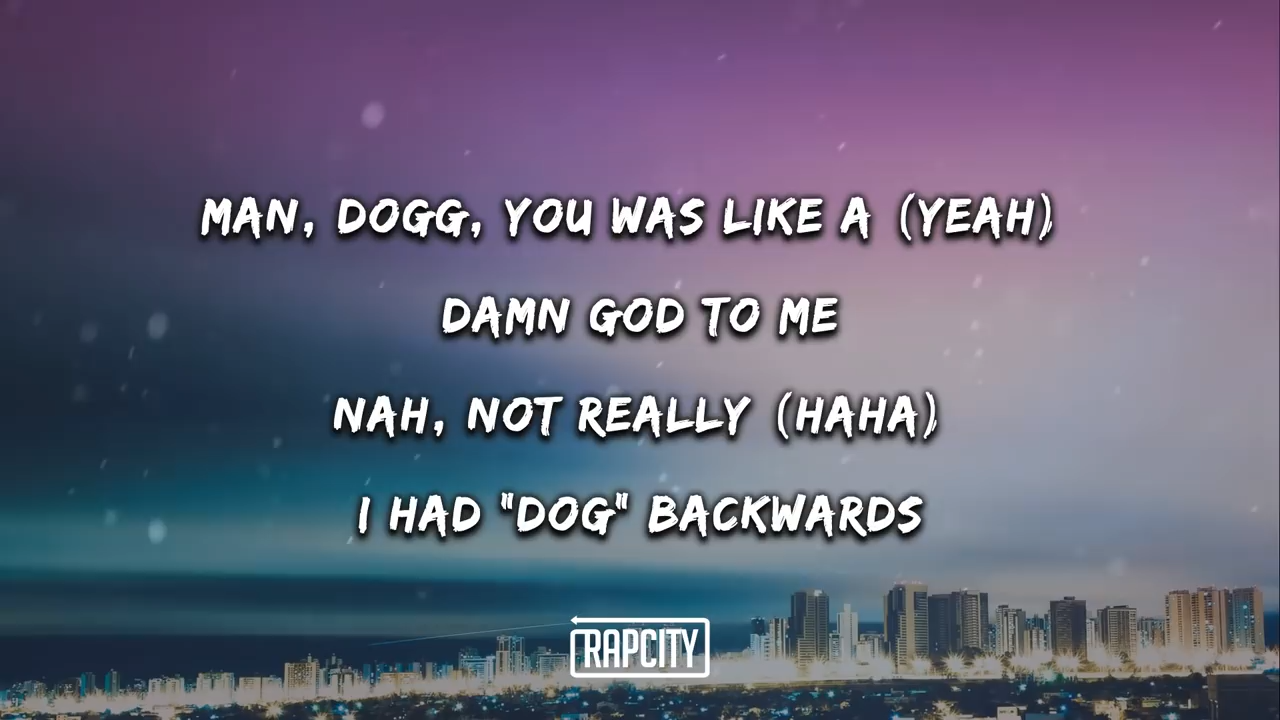 MAN, DOGG, YOU WAS LIKE A (YEAH)
DAMN GOD TO ME
NAH, NOT REALLY (HAHA)
I HAD "DOG" BACKWARDS
RAPCITY